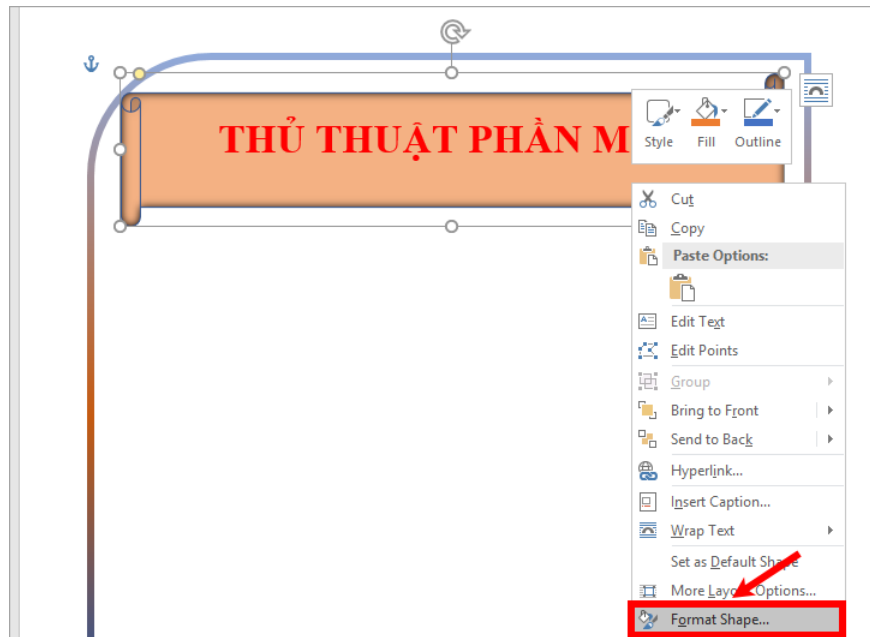 THỦ THUẬT PHẦN M
Style Fill Outline
Cut
Copy
Paste Options:
Edit Text
Edit Points
Group
Bring to Front
Send to Back
Hyperlink...
Insert Caption...
Wrap Text
Set as Default Shape
More Layout Options...
Format Shape...